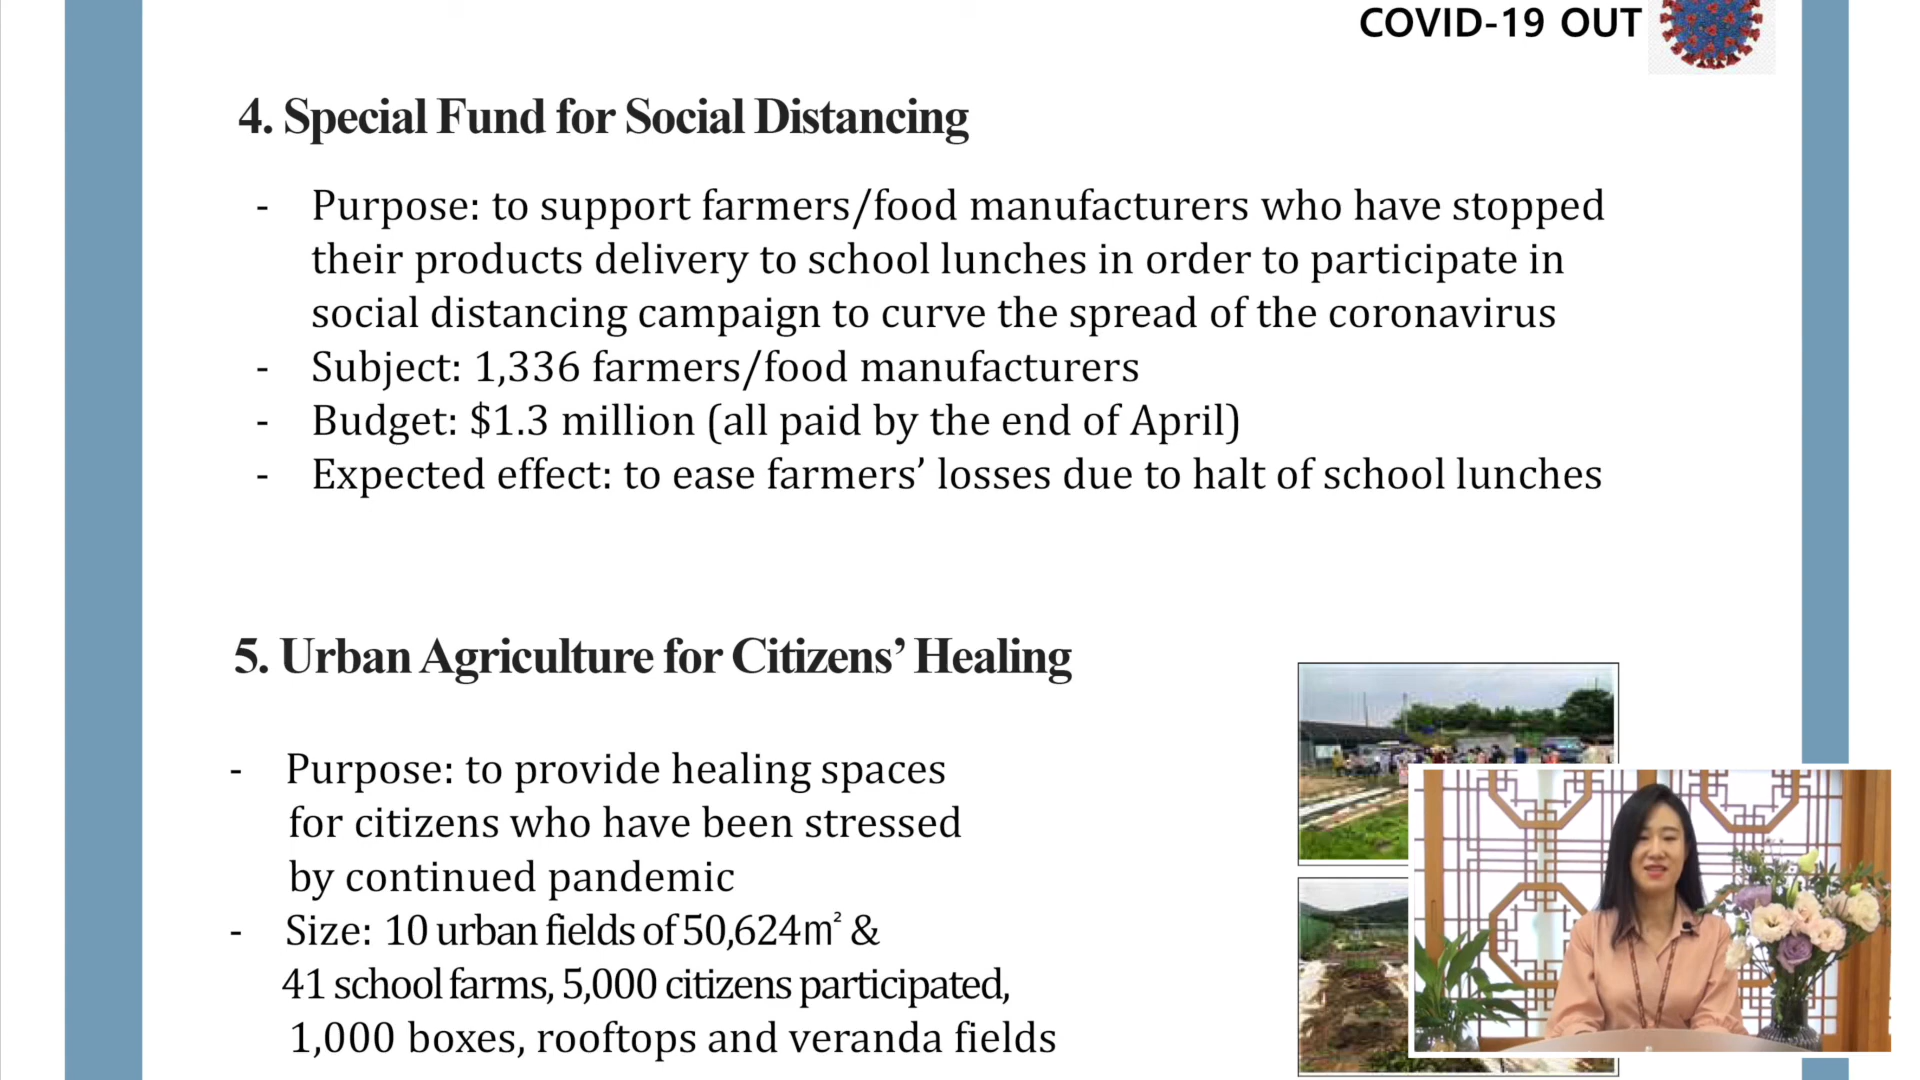 COVID-19 OUT
4. Special Fund for Social Distancing
- Purpose: to support farmers/food manufacturers who have stopped
their products delivery to school lunches in order to participate in
social distancing campaign to curve the spread of the coronavirus
- Subject: 1,336 farmers/food manufacturers
- Budget: $1.3 million (all paid by the end of April)
- Expected effect: to ease farmers’ losses due to halt of school lunches
5. Urban Agriculture for Citizens’ Healing
- Purpose: to provide healing spaces
for citizens who have been stressed
by continued pandemic
- Size: 10 urban fields of 50,624㎡ &
41 school farms, 5,000 citizens participated,
1,000 boxes, rooftops and veranda fields